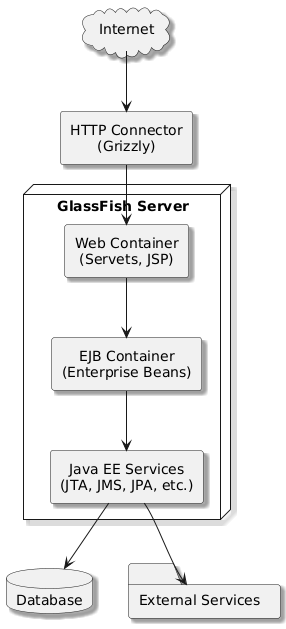 Internet
HTTP Connector
(Grizzly)
GlassFish Server
Web Container
(Servets, JSP)
EJB Container
(Enterprise Beans)
Java EE Services
(JTA, JMS, JPA, etc.)
Database
External Services